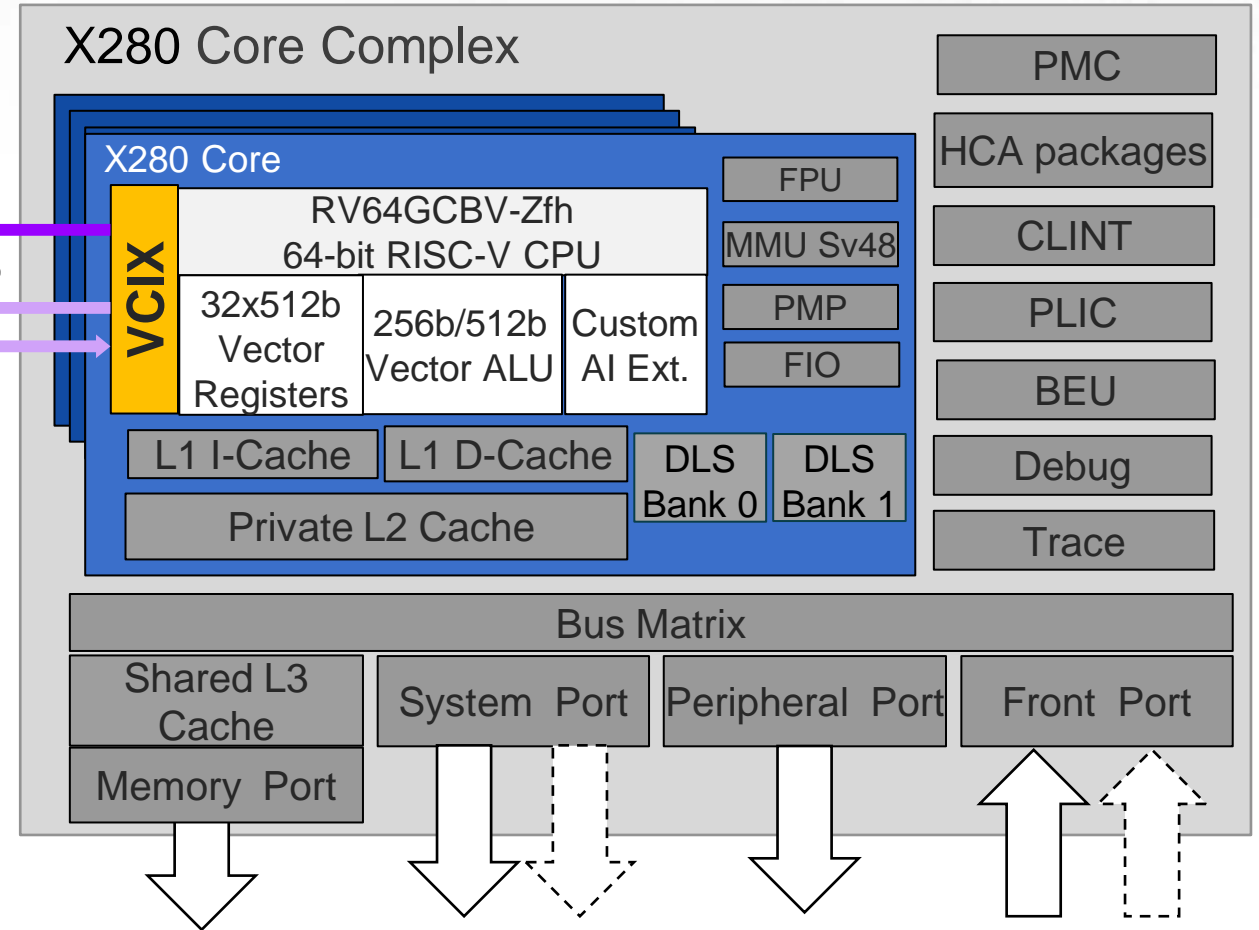 X280 Core Complex
X280 Core
VCIX
RV64GCBV-Zfh
64-bit RISC-V CPU
32x512b
Vector
Registers
256b/512b
Vector ALU
Custom
AI Ext.
FPU
MMU Sv48
PMP
FIO
L1 I-Cache
L1 D-Cache
Private L2 Cache
DLS
Bank 0
DLS
Bank 1
PMC
HCA packages
CLINT
PLIC
BEU
Debug
Trace
Bus Matrix
Shared L3
Cache
Memory Port
System Port
Peripheral Port
Front Port